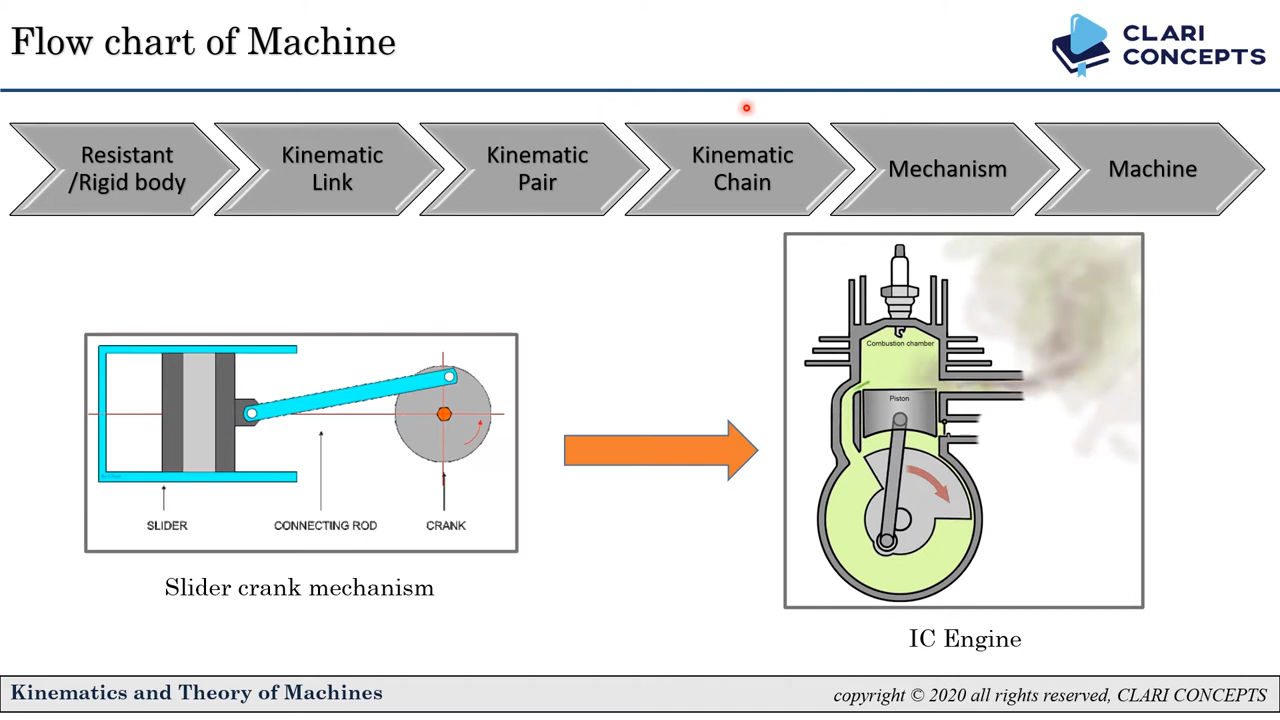 Flow chart of Machine
CLARI
CONCEPTS
Resistant
/Rigid body
Kinematic
Link
Kinematic
Pair
Kinematic
Chain
Mechanism
Machine
SLIDER
CONNECTING ROD
CRANK
Slider crank mechanism
Combustion chamber
Piston
IC Engine
Kinematics and Theory of Machines
copyright © 2020 all rights reserved, CLARI CONCEPTS